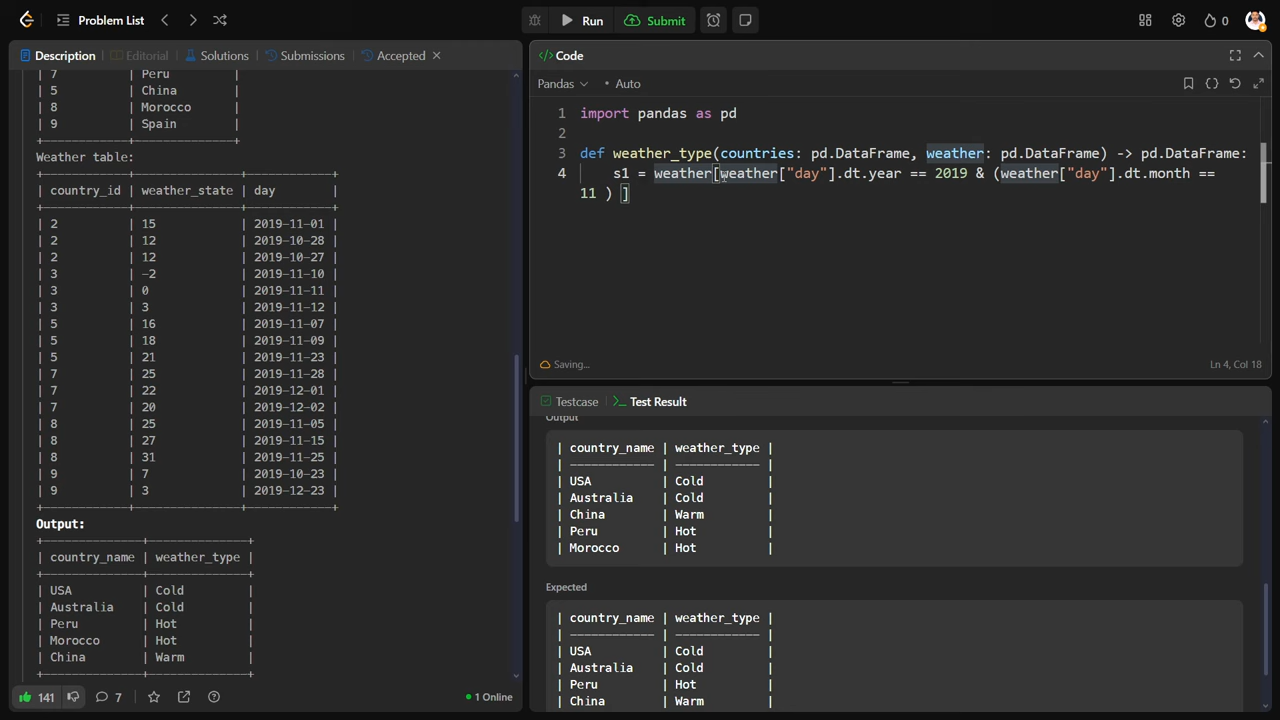 Problem List
Run
Submit
0
Description
Editorial
Solutions
Submissions
Accepted
| 7 | Peru |
| 5 | China |
| 8 | Morocco |
| 9 | Spain |
+------------+--------------+
Weather table:
+------------+---------------+------------+
| country_id | weather_state | day |
+------------+---------------+------------+
| 2 | 15 | 2019-11-01 |
| 2 | 12 | 2019-10-28 |
| 2 | 12 | 2019-10-27 |
| 3 | -2 | 2019-11-10 |
| 3 | 0 | 2019-11-11 |
| 3 | 3 | 2019-11-12 |
| 5 | 16 | 2019-11-07 |
| 5 | 18 | 2019-11-09 |
| 5 | 21 | 2019-11-23 |
| 7 | 25 | 2019-11-28 |
| 7 | 22 | 2019-12-01 |
| 7 | 20 | 2019-12-02 |
| 8 | 25 | 2019-11-05 |
| 8 | 27 | 2019-11-15 |
| 8 | 31 | 2019-11-25 |
| 9 | 7 | 2019-10-23 |
| 9 | 3 | 2019-12-23 |
+------------+---------------+------------+
Output:
+--------------+--------------+
| country_name | weather_type |
+--------------+--------------+
| USA | Cold |
| Australia | Cold |
| Peru | Hot |
| Morocco | Hot |
| China | Warm |
+--------------+--------------+
141
7
1 Online
</> Code
Pandas
• Auto
1 import pandas as pd
2
3 def weather_type(countries: pd.DataFrame, weather: pd.DataFrame) -> pd.DataFrame:
4 s1 = weather[weather["day"].dt.year == 2019 & (weather["day"].dt.month ==
11 ) ]
Saving...
Ln 4, Col 18
Testcase
Test Result
Output
| country_name | weather_type |
| ------------ | ------------ |
| USA | Cold |
| Australia | Cold |
| China | Warm |
| Peru | Hot |
| Morocco | Hot |
Expected
| country_name | weather_type |
| ------------ | ------------ |
| USA | Cold |
| Australia | Cold |
| Peru | Hot |
| China | Warm |